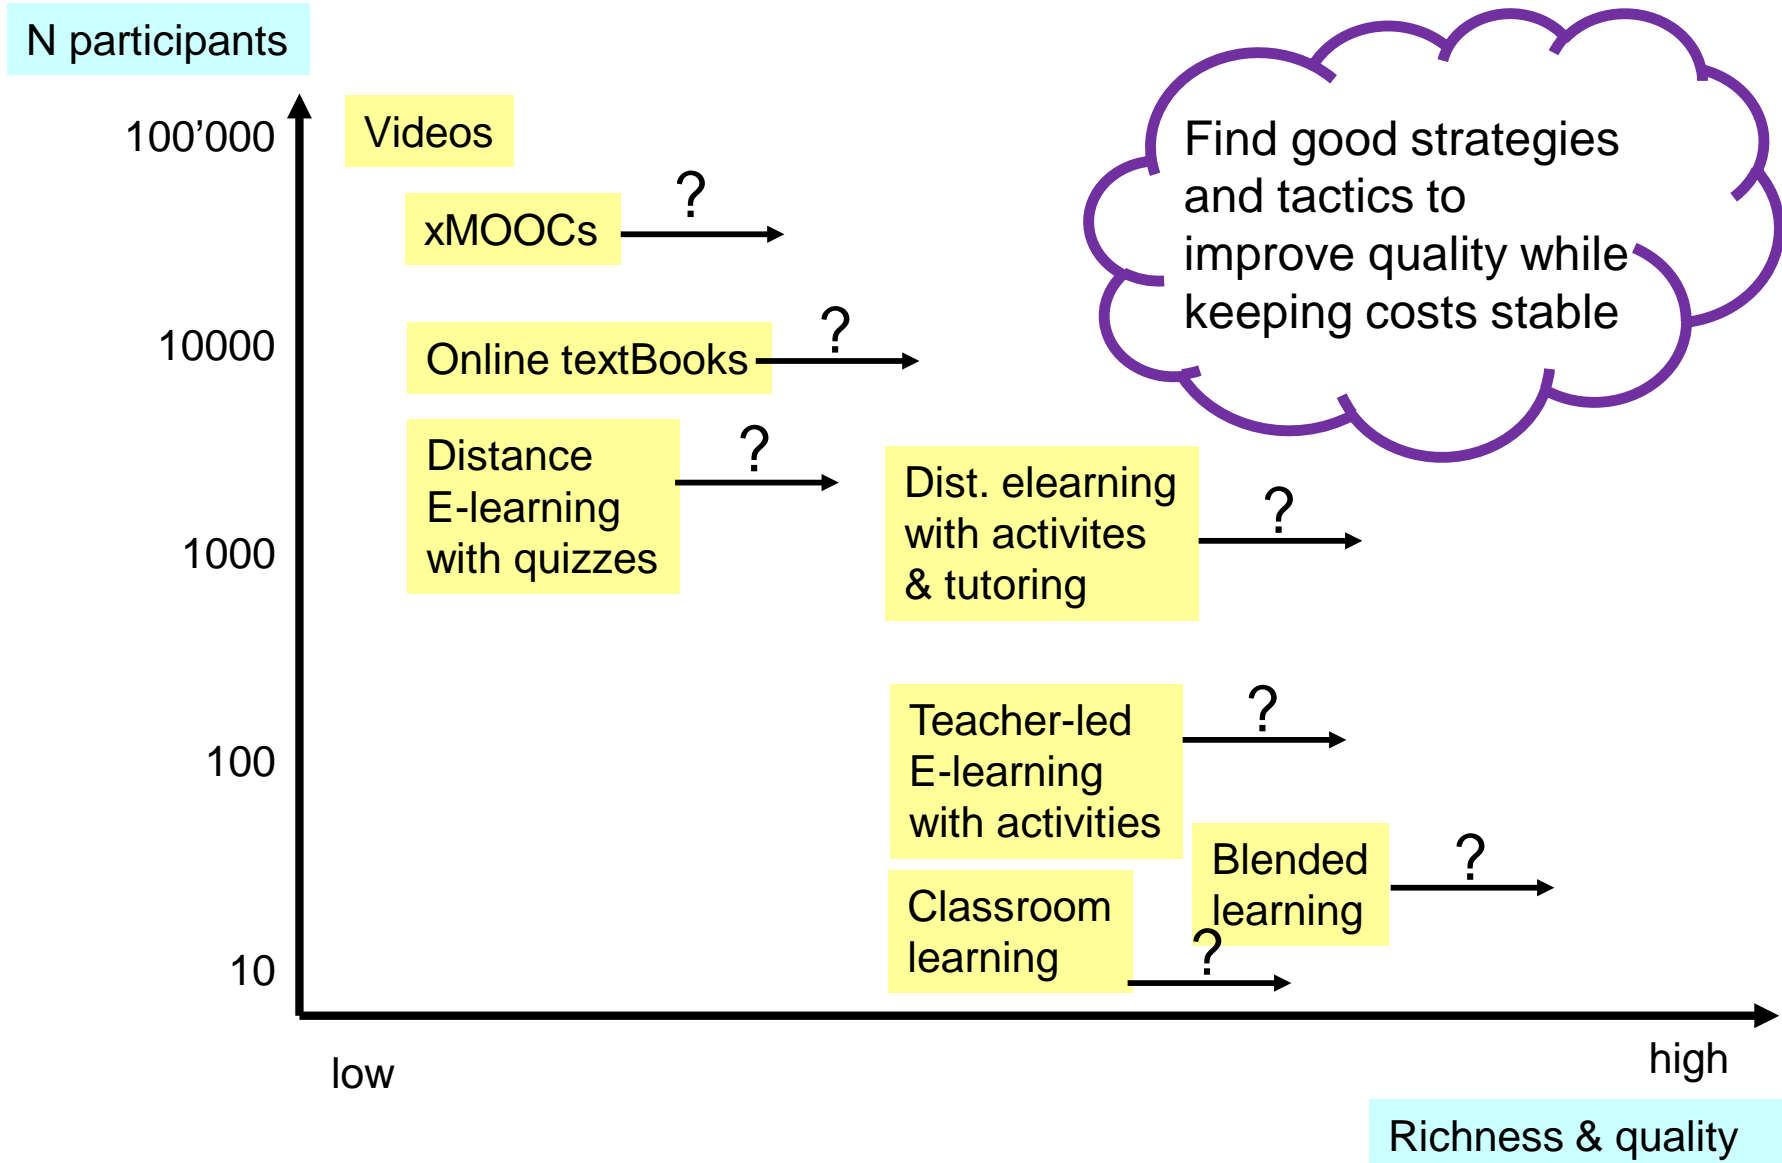 N participants
100’000
Videos
?
xMOOCs
Find good strategies
and tactics to
improve quality while
keeping costs stable
10000
?
Online textBooks
Distance
E-learning
with quizzes
?
Dist. elearning
with activites
& tutoring
?
1000
Teacher-led
E-learning
with activities
?
100
Blended
learning
?
Classroom
learning
?
10
low
high
Richness & quality